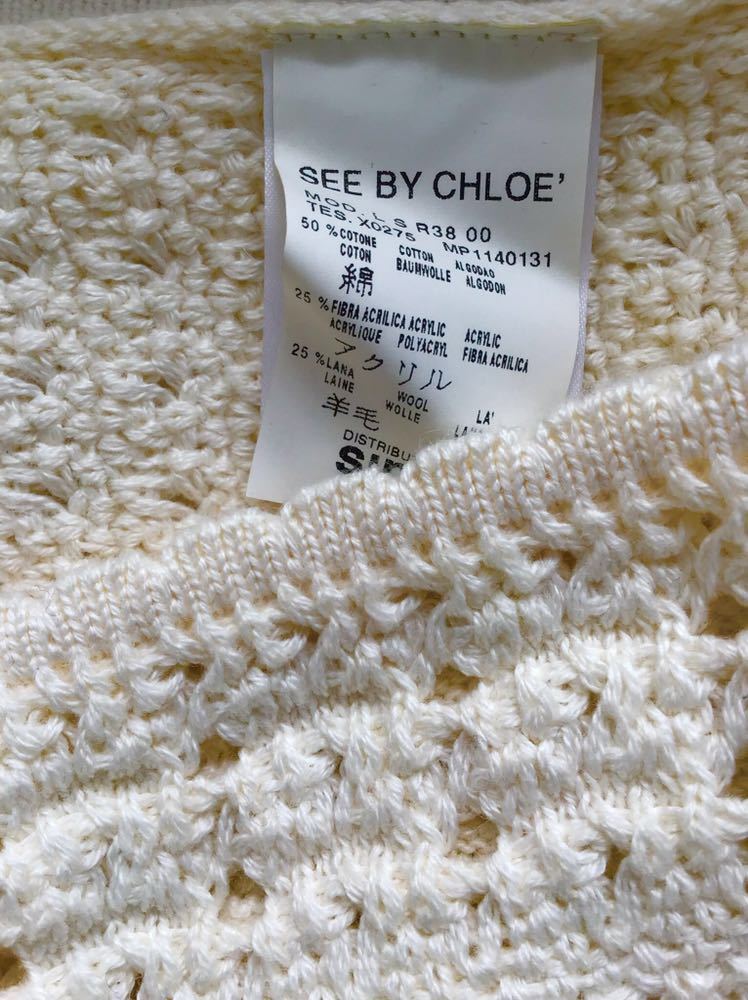 SEE BY CHLOE'
MOD. L S R38 00
TES. X0275 MP1140131
50 % COTONE COTTON ALGODAO
COTON BAUMWOLLE ALGODON
綿
25 % FIBRA ACRILICA ACRYLIC ACRYLIC
ACRYLIQUE POLYACRYL FIBRA ACRILICA
アクリル
25 % LANA WOOL LA'
LAINE WOLLE
羊毛